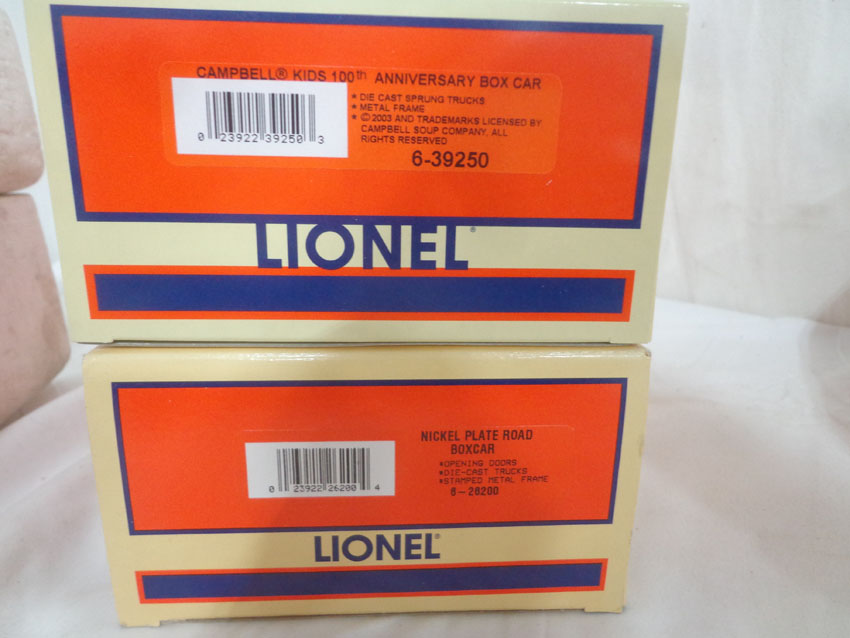 CAMPBELL® KIDS 100th ANNIVERSARY BOX CAR
* DIE CAST SPRUNG TRUCKS
* METAL FRAME
* ©2003 AND TRADEMARKS LICENSED BY
CAMPBELL SOUP COMPANY. ALL
RIGHTS RESERVED
0 23922 39250 3
6-39250
LIONEL®
NICKEL PLATE ROAD
BOXCAR
*OPENING DOORS
*DIE-CAST TRUCKS
*STAMPED METAL FRAME
6-26200
0 23922 26200 4
LIONEL®